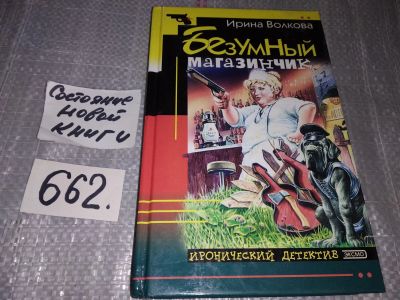 Состояние
новой
книги
662.
Ирина Волкова
Безумный
магазинчик
ИРОНИЧЕСКИЙ ДЕТЕКТИВ
ЭКСМО